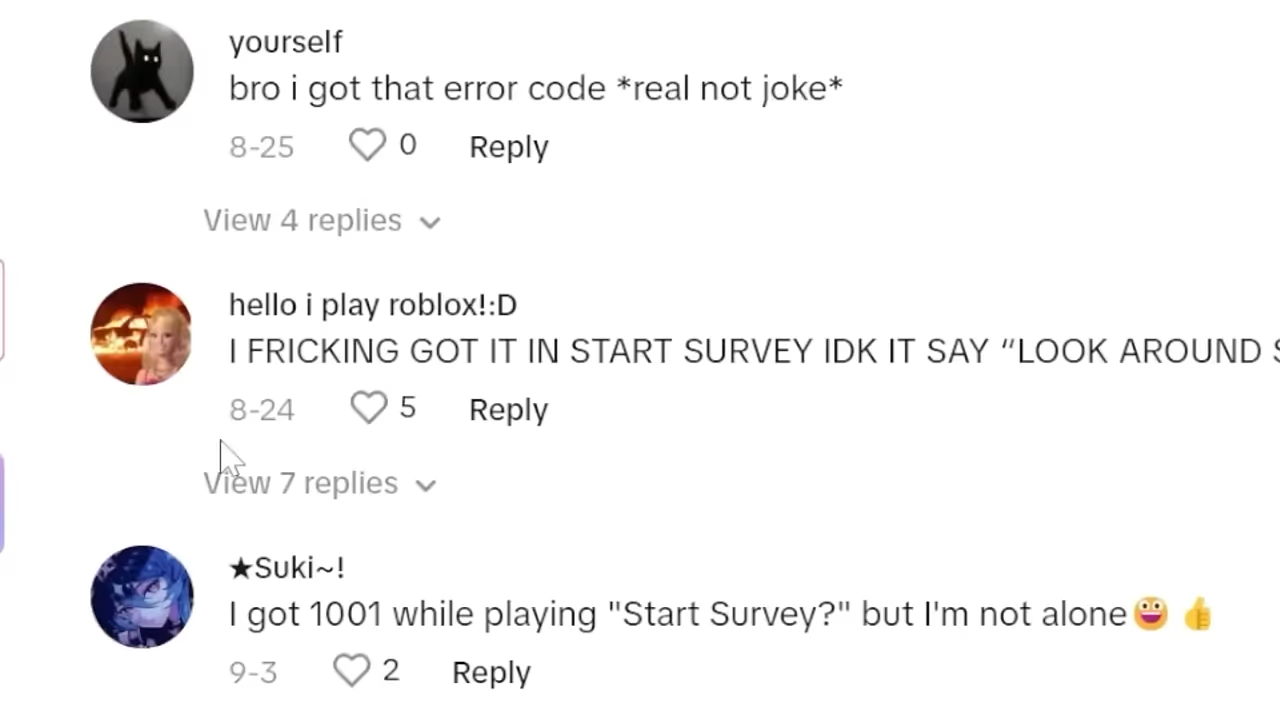 yourself
bro i got that error code *real not joke*
8-25 0 Reply
View 4 replies
hello i play roblox!:D
I FRICKING GOT IT IN START SURVEY IDK IT SAY “LOOK AROUND
8-24 5 Reply
View 7 replies
★Suki~!
I got 1001 while playing "Start Survey?" but I'm not alone😀 👍
9-3 2 Reply